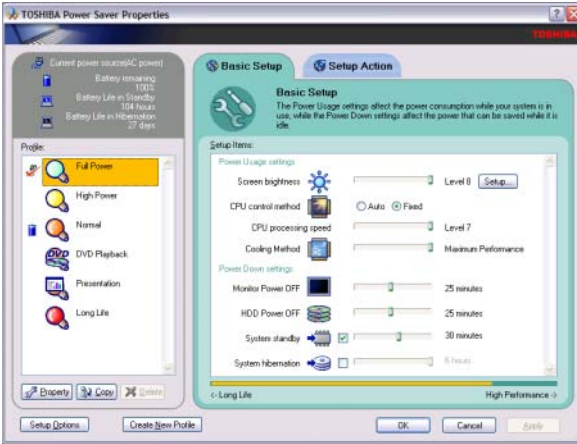 TOSHIBA Power Saver Properties
TOSHIBA
Current power source(AC power)
Battery remaining
100%
Battery Life in Standby
104 hours
Battery Life in Hibernation
27 days
Profile:
Full Power
High Power
Normal
DVD Playback
Presentation
Long Life
Property
Copy
Delete
Basic Setup
Setup Action
Basic Setup
The Power Usage settings affect the power consumption while your system is in
use, while the Power Down settings affect the power that can be saved while it is
idle.
Setup Items:
Power Usage settings
Screen brightness
Level 8
Setup...
CPU control method
Auto
Fixed
CPU processing speed
Level 7
Cooling Method
Maximum Performance
Power Down settings
Monitor Power OFF
25 minutes
HDD Power OFF
25 minutes
System standby
30 minutes
System hibernation
6 hours
<- Long Life
High Performance ->
Setup Options
Create New Profile
OK
Cancel
Apply